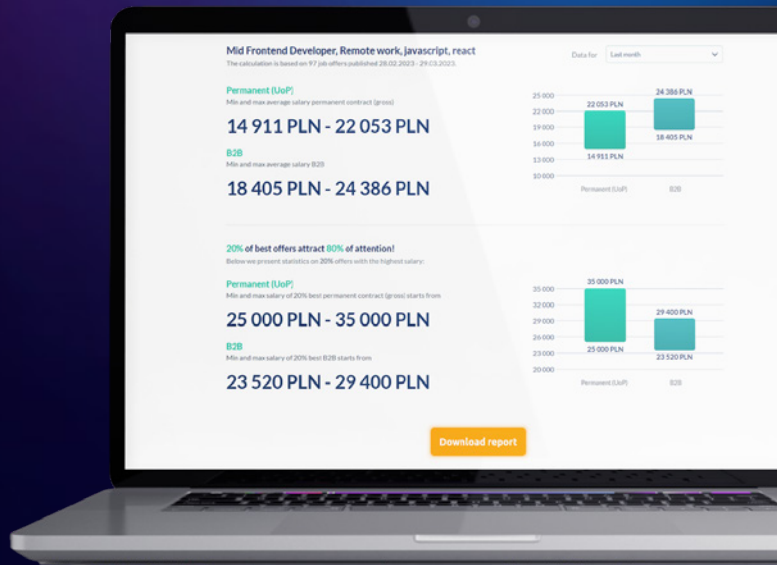 Mid Frontend Developer, Remote work, javascript, react
The calculation is based on 97 job offers published 28.02.2023 - 29.03.2023.
Data for
Last month
Permanent (UoP)
Min and max average salary permanent contract (gross)
14 911 PLN - 22 053 PLN
B2B
Min and max average salary B2B
18 405 PLN - 24 386 PLN
25 000
22 000
19 000
16 000
13 000
10 000
22 053 PLN
14 911 PLN
24 386 PLN
18 405 PLN
Permanent (UoP)
B2B
20% of best offers attract 80% of attention!
Below we present statistics on 20% offers with the highest salary:
Permanent (UoP)
Min and max salary of 20% best permanent contract (gross) starts from
25 000 PLN - 35 000 PLN
B2B
Min and max salary of 20% best B2B starts from
23 520 PLN - 29 400 PLN
35 000
32 000
29 000
26 000
23 000
20 000
35 000 PLN
25 000 PLN
29 400 PLN
23 520 PLN
Permanent (UoP)
B2B
Download report